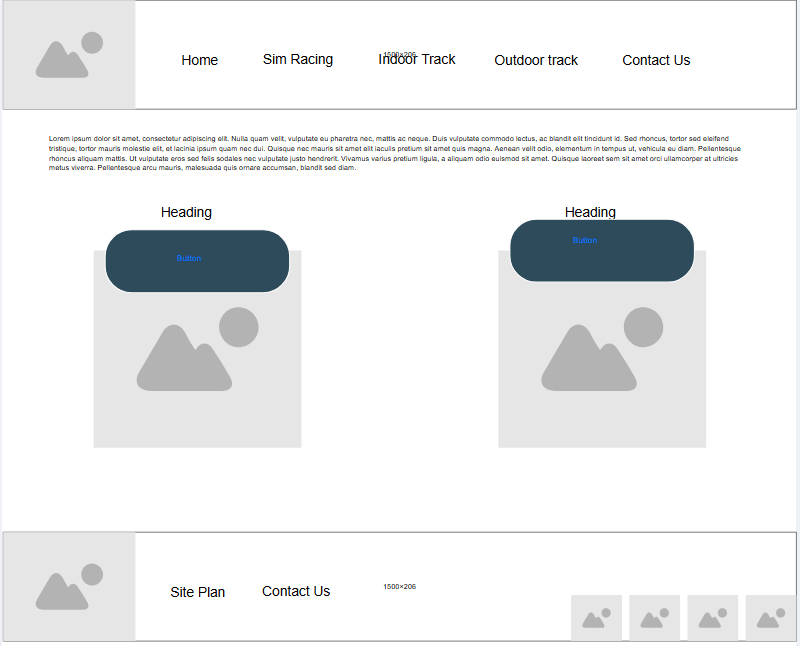 1500×206
Home
Sim Racing
Indoor Track
Outdoor track
Contact Us
Lorem ipsum dolor sit amet, consectetur adipiscing elit. Nulla quam velit, vulputate eu pharetra nec, mattis ac neque. Duis vulputate commodo lectus, ac blandit elit tincidunt id. Sed rhoncus, tortor sed eleifend
tristique, tortor mauris molestie elit, et lacinia ipsum quam nec dui. Quisque nec mauris sit amet elit iaculis pretium sit amet quis magna. Aenean velit odio, elementum in tempus ut, vehicula eu diam. Pellentesque
rhoncus aliquam mattis. Ut vulputate eros sed felis sodales nec vulputate justo hendrerit. Vivamus varius pretium ligula, a aliquam odio euismod sit amet. Quisque laoreet sem sit amet orci ullamcorper at ultricies
metus viverra. Pellentesque arcu mauris, malesuada quis ornare accumsan, blandit sed diam.
Heading
Heading
Button
Button
Site Plan
Contact Us
1500×206